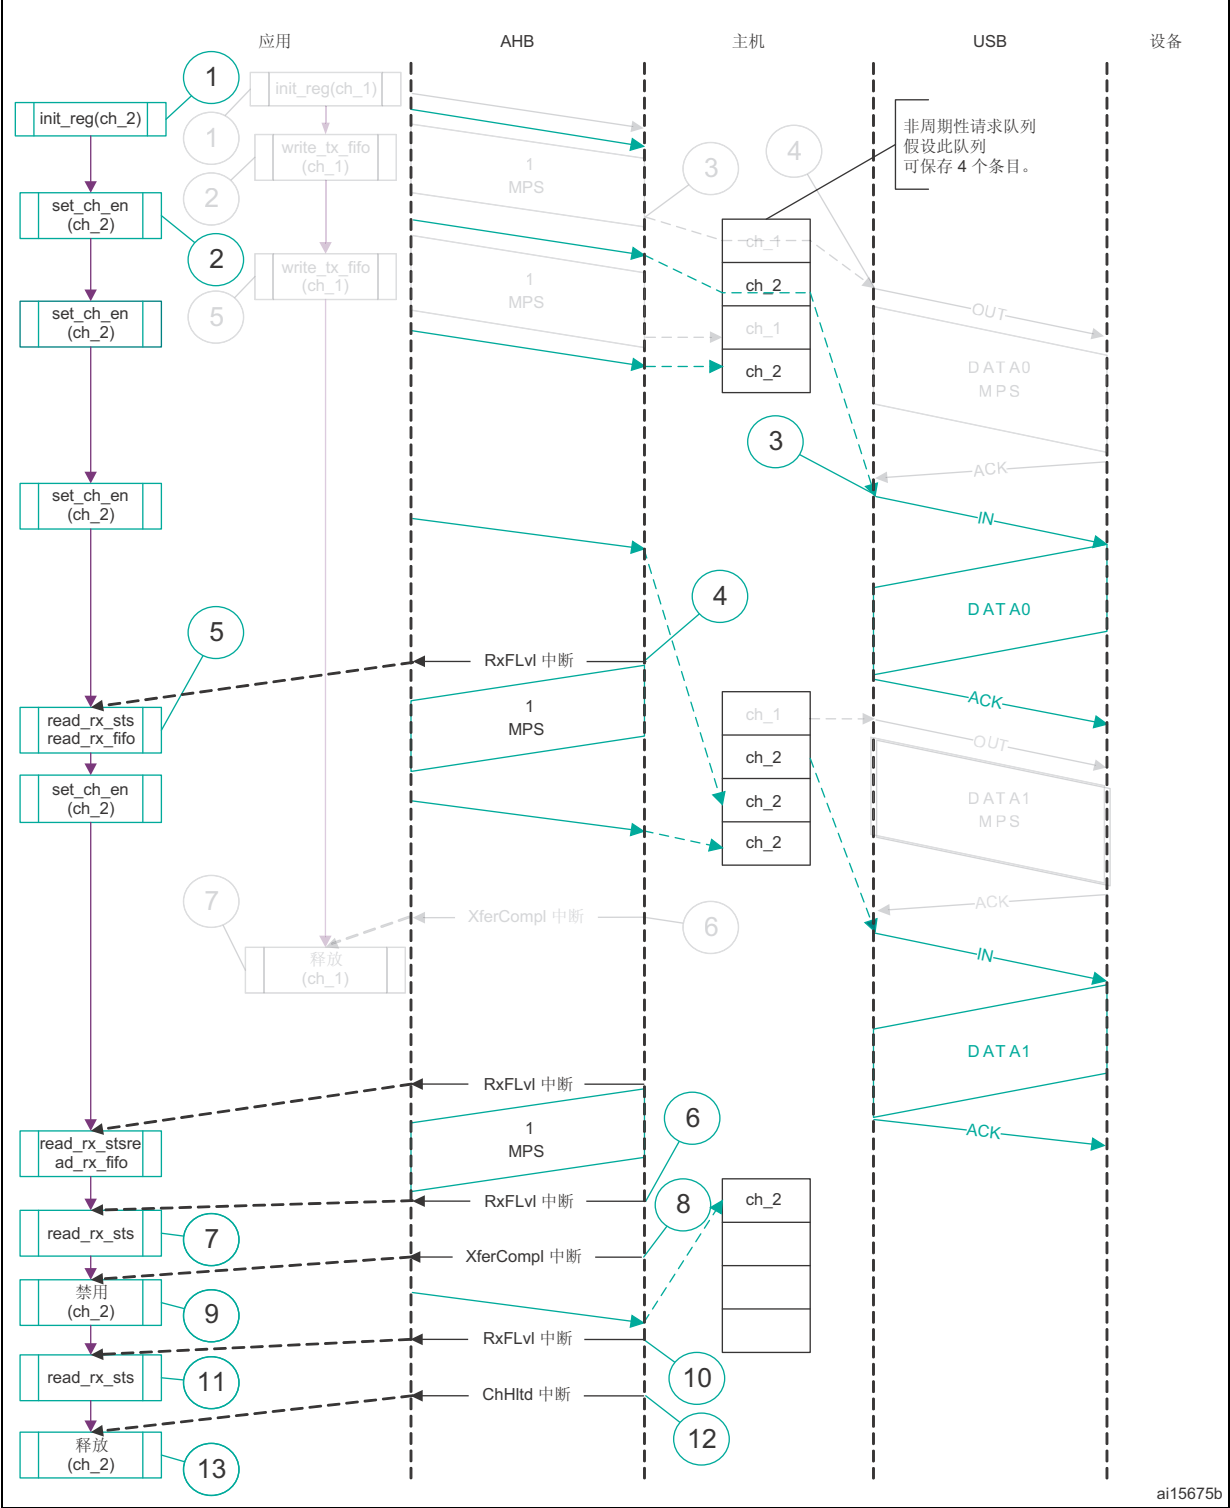 应用
AHB
主机
USB
设备
1
init_reg(ch_2)
init_reg(ch_1)
1
write_tx_fifo
(ch_1)
2
1
MPS
3
4
非周期性请求队列
假设此队列
可保存 4 个条目。
set_ch_en
(ch_2)
2
write_tx_fifo
(ch_1)
5
1
MPS
ch_1
ch_2
ch_1
ch_2
set_ch_en
(ch_2)
OUT
DATA0
MPS
ACK
3
set_ch_en
(ch_2)
IN
DATA0
ACK
4
5
RxFLvl 中断
read_rx_sts
read_rx_fifo
1
MPS
set_ch_en
(ch_2)
ch_1
ch_2
ch_2
ch_2
OUT
DATA1
MPS
ACK
7
XferCompl 中断
6
释放
(ch_1)
IN
DATA1
ACK
RxFLvl 中断
read_rx_stsre
ad_rx_fifo
1
MPS
6
RxFLvl 中断
8
ch_2
read_rx_sts
7
XferCompl 中断
禁用
(ch_2)
9
RxFLvl 中断
10
read_rx_sts
11
ChHltd 中断
12
释放
(ch_2)
13
ai15675b